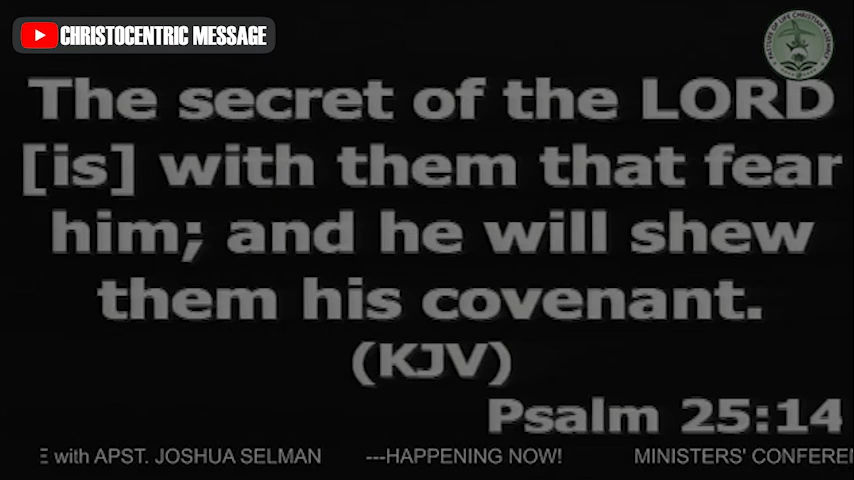 CHRISTOCENTRIC MESSAGE
The secret of the LORD
[is] with them that fear
him; and he will shew
them his covenant.
(KJV)
Psalm 25:14
E with APST. JOSHUA SELMAN ---HAPPENING NOW! MINISTERS' CONFEREN